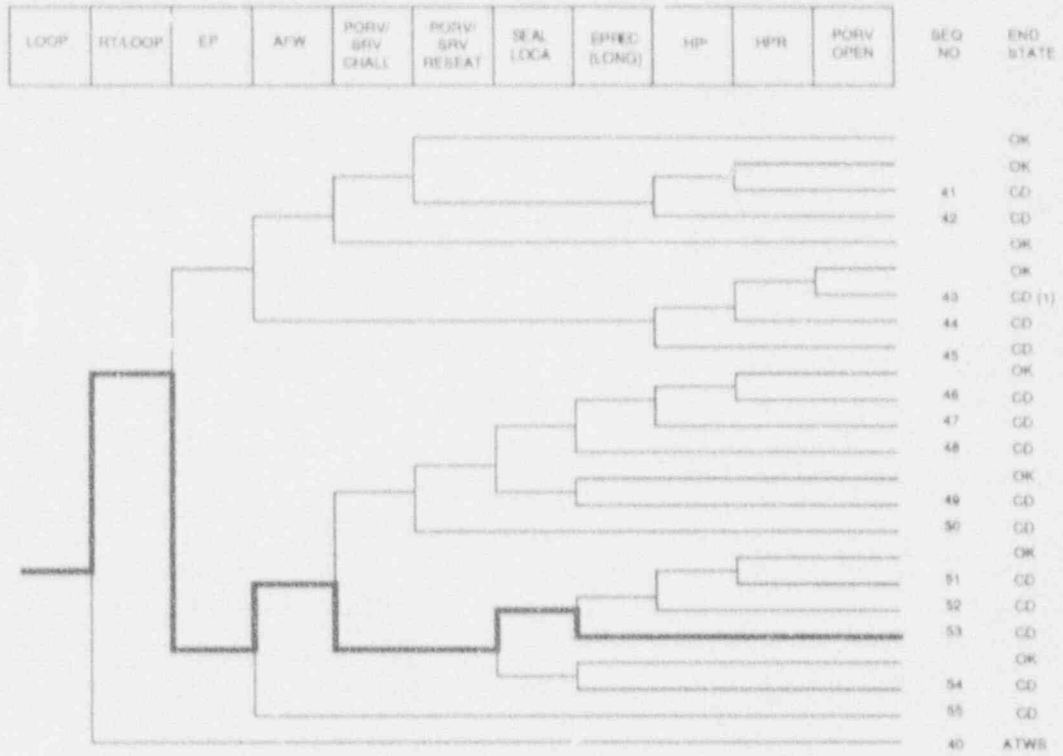 LOOP RT/LOOP EP AFW PORV/ SRV CHALL PORV/ SRV RESEAT SEAL LOCA EPREC (LONG) HPI HPR PORV OPEN SEQ NO END STATE
OK
OK
41 CD
42 CD
OK
OK
43 CD (1)
44 CD
45 CD
OK
46 CD
47 CD
48 CD
OK
49 CD
50 CD
OK
51 CD
52 CD
53 CD
OK
54 CD
55 CD
40 ATWS